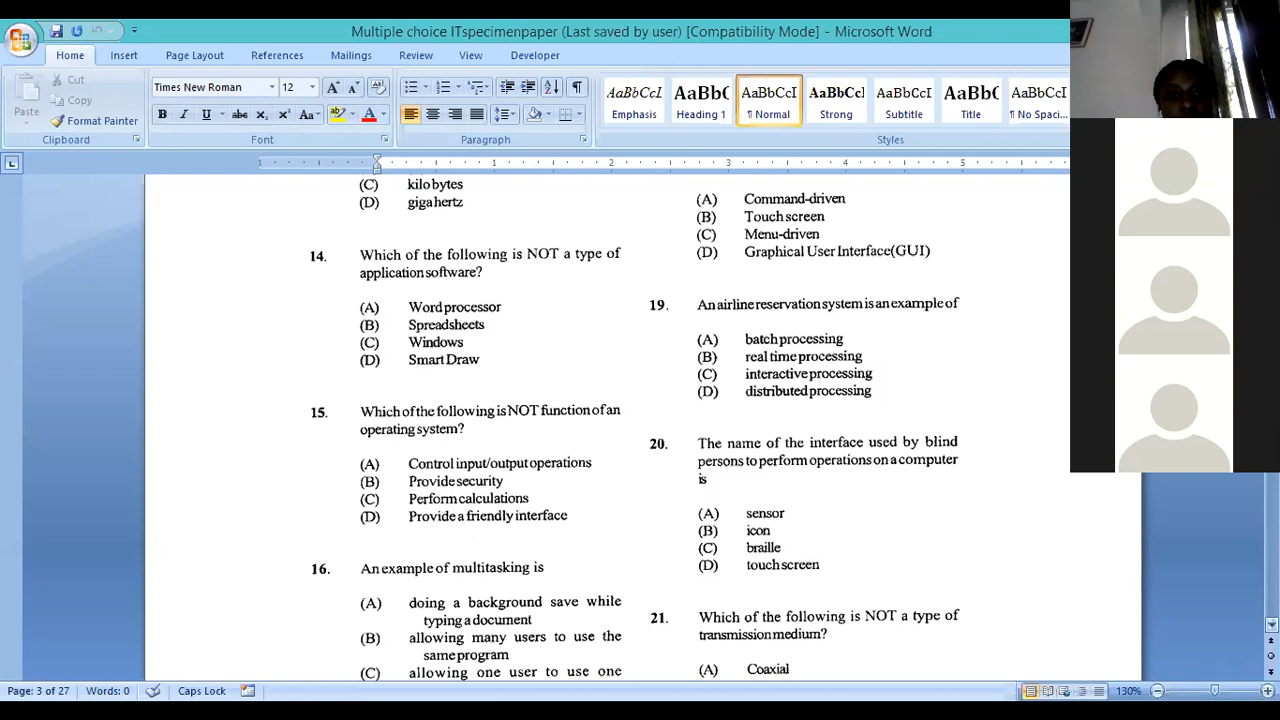 Multiple choice ITspecimenpaper (Last saved by user) [Compatibility Mode] - Microsoft Word
Home Insert Page Layout References Mailings Review View Developer
Paste
Cut
Copy
Format Painter
Clipboard
Times New Roman 12
Font
Paragraph
AaBbCcI Emphasis
AaBbC Heading 1
AaBbCcI ¶ Normal
AaBbCcl Strong
AaBbCcI Subtitle
AaBbC Title
AaBbCcI ¶ No Spaci...
Styles
1 1 2 3 4 5
(C) kilo bytes
(D) giga hertz
14. Which of the following is NOT a type of
application software?
(A) Word processor
(B) Spreadsheets
(C) Windows
(D) Smart Draw
15. Which of the following is NOT function of an
operating system?
(A) Control input/output operations
(B) Provide security
(C) Perform calculations
(D) Provide a friendly interface
16. An example of multitasking is
(A) doing a background save while
typing a document
(B) allowing many users to use the
same program
(C) allowing one user to use one
(A) Command-driven
(B) Touch screen
(C) Menu-driven
(D) Graphical User Interface(GUI)
19. An airline reservation system is an example of
(A) batch processing
(B) real time processing
(C) interactive processing
(D) distributed processing
20. The name of the interface used by blind
persons to perform operations on a computer
is
(A) sensor
(B) icon
(C) braille
(D) touch screen
21. Which of the following is NOT a type of
transmission medium?
(A) Coaxial
Page: 3 of 27 Words: 0 Caps Lock 130%